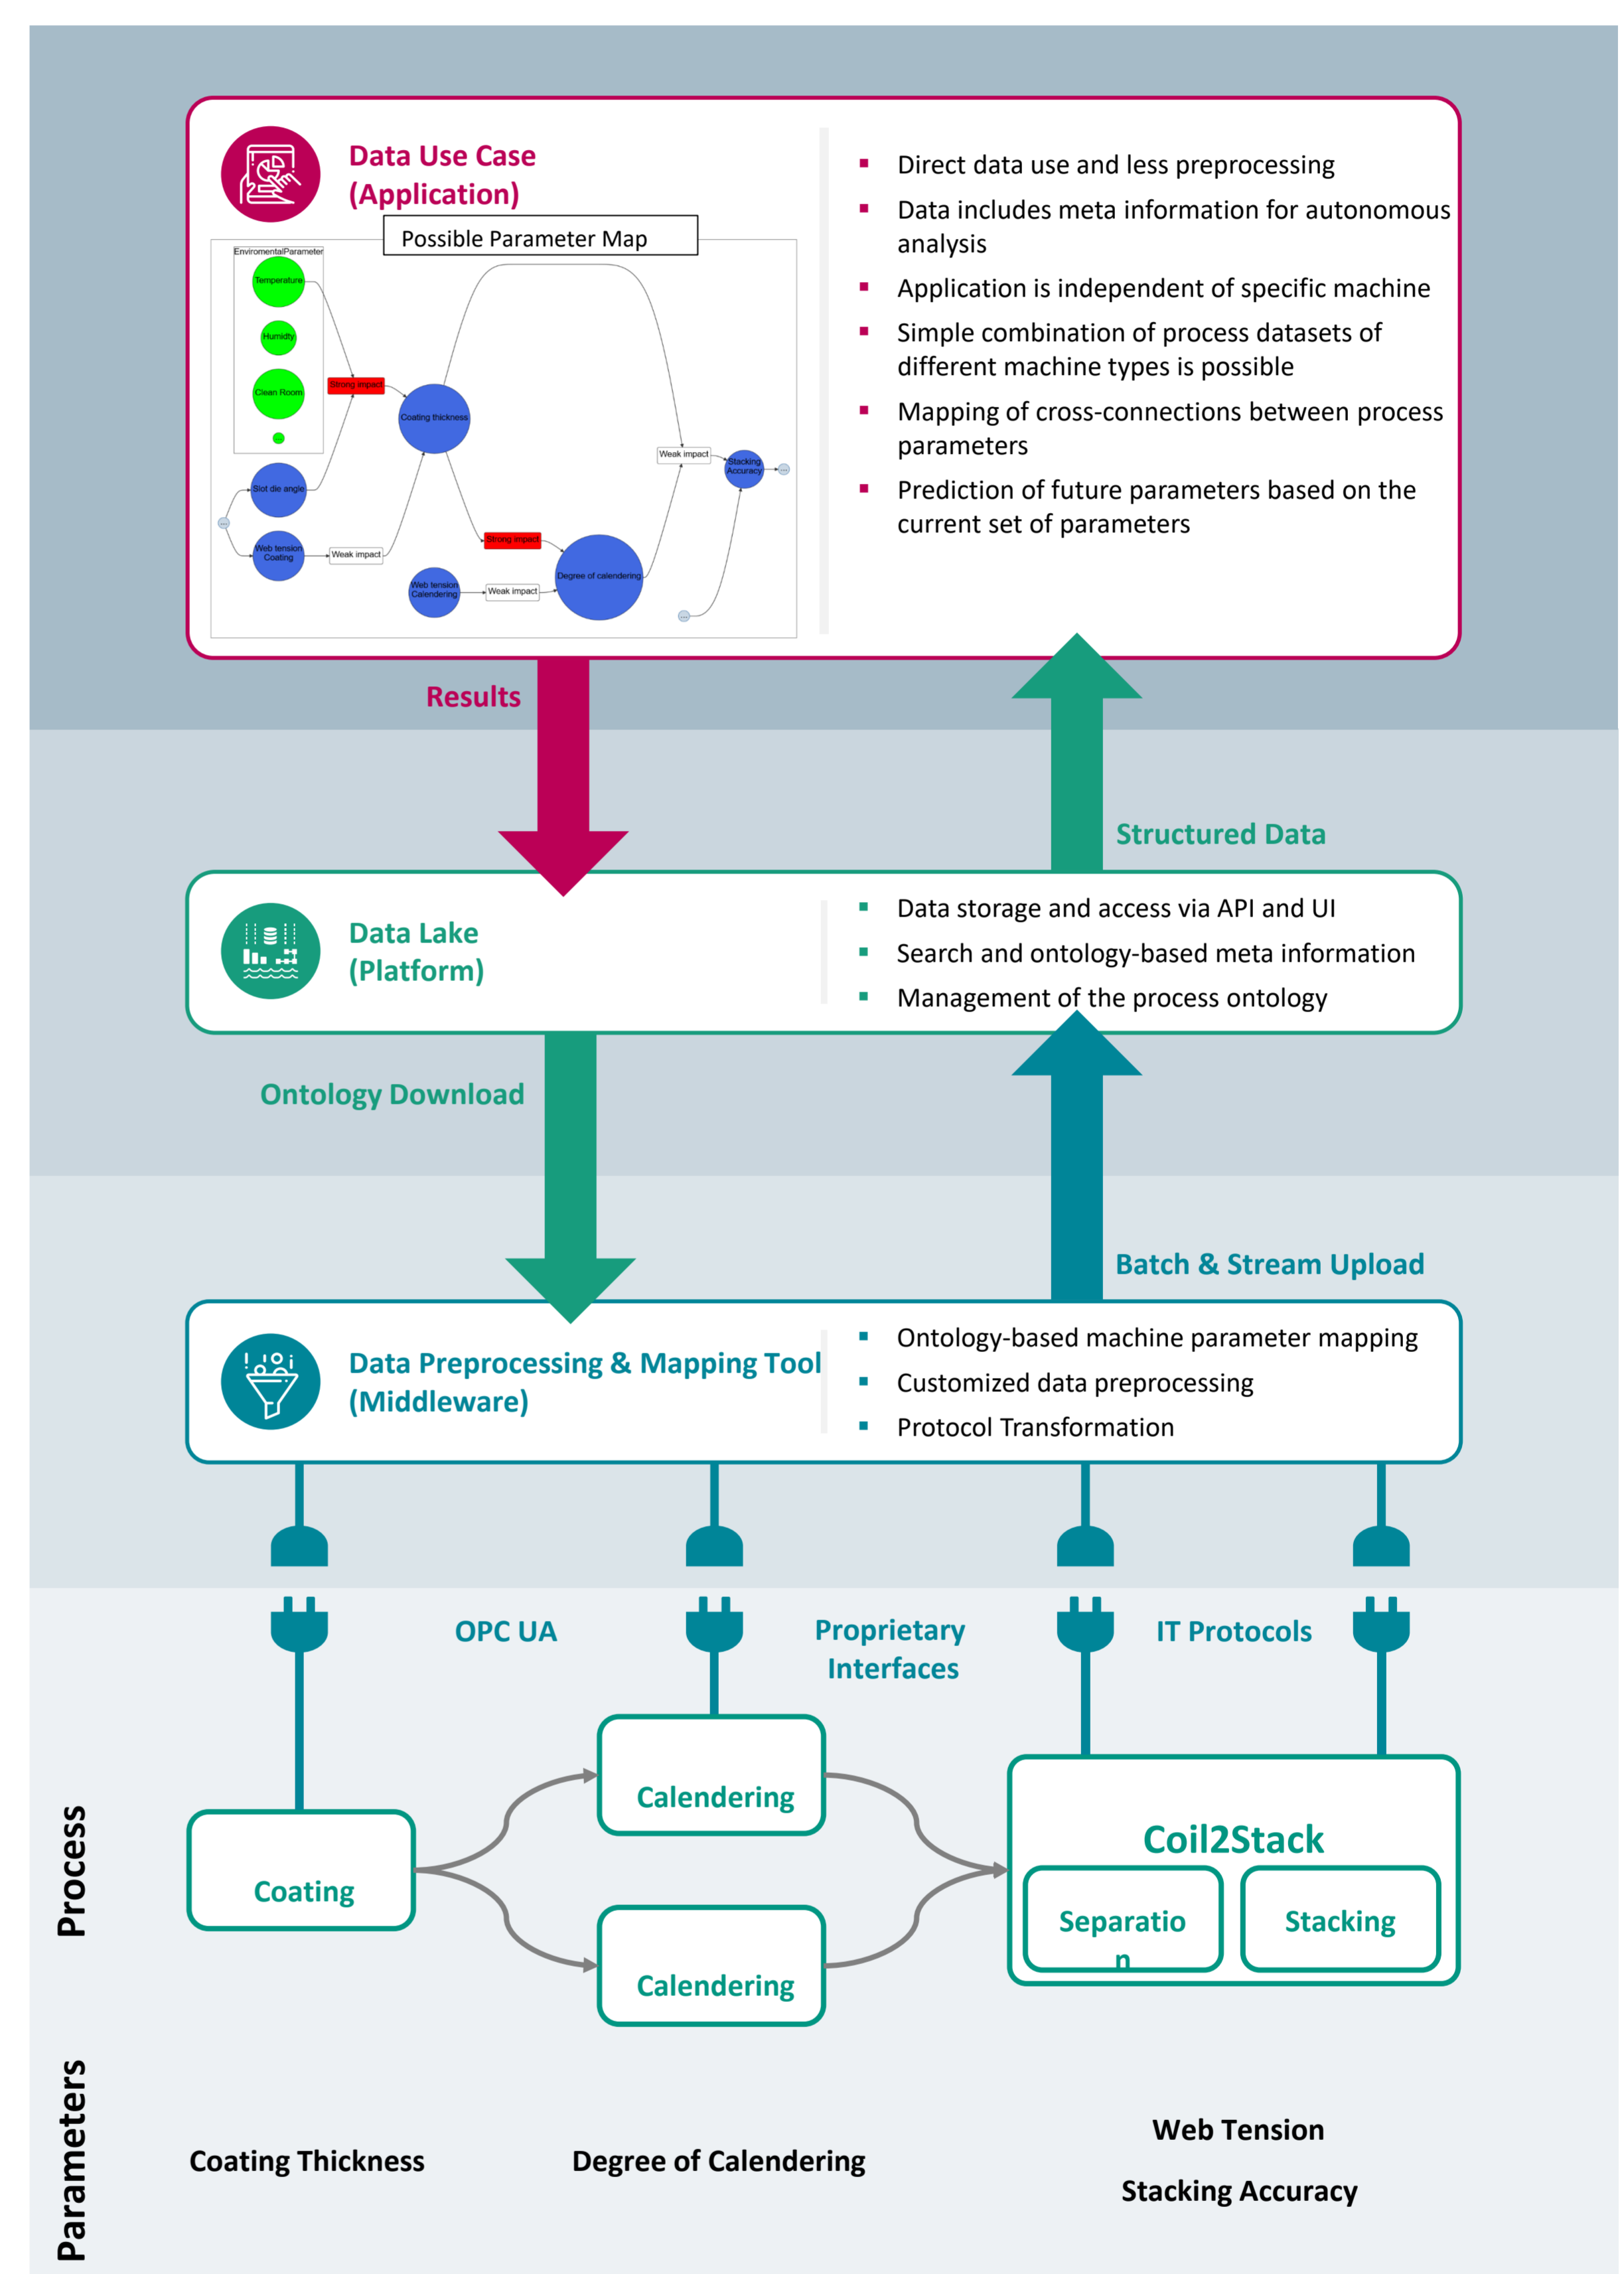 Data Use Case
(Application)
Possible Parameter Map
EnviromentalParameter
Temperature
Humidty
Clean Room
...
Strong impact
Coating thickness
Slot die angle
...
Web tension
Coating
Weak impact
Strong impact
Web tension
Calendering
Weak impact
Degree of calendering
Weak impact
Stacking
Accuracy
...
...
▪ Direct data use and less preprocessing
▪ Data includes meta information for autonomous
analysis
▪ Application is independent of specific machine
▪ Simple combination of process datasets of
different machine types is possible
▪ Mapping of cross-connections between process
parameters
▪ Prediction of future parameters based on the
current set of parameters
Results
Structured Data
Data Lake
(Platform)
▪ Data storage and access via API and UI
▪ Search and ontology-based meta information
▪ Management of the process ontology
Ontology Download
Batch & Stream Upload
Data Preprocessing & Mapping Tool
(Middleware)
▪ Ontology-based machine parameter mapping
▪ Customized data preprocessing
▪ Protocol Transformation
OPC UA
Proprietary
Interfaces
IT Protocols
Process
Coating
Calendering
Calendering
Coil2Stack
Separatio
n
Stacking
Parameters
Coating Thickness
Degree of Calendering
Web Tension
Stacking Accuracy